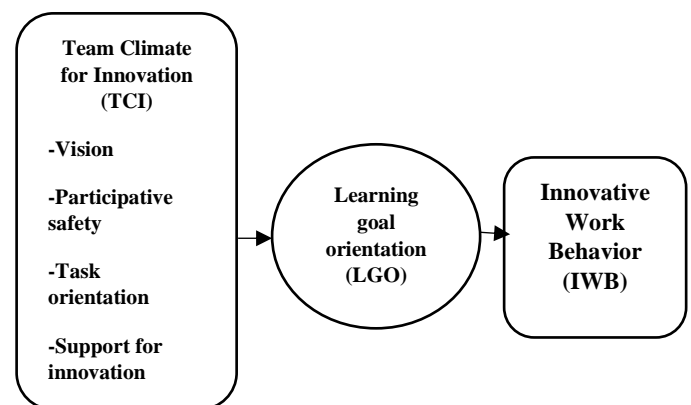 Team Climate
for Innovation
(TCI)
-Vision
-Participative
safety
-Task
orientation
-Support for
innovation
Learning
goal
orientation
(LGO)
Innovative
Work
Behavior
(IWB)